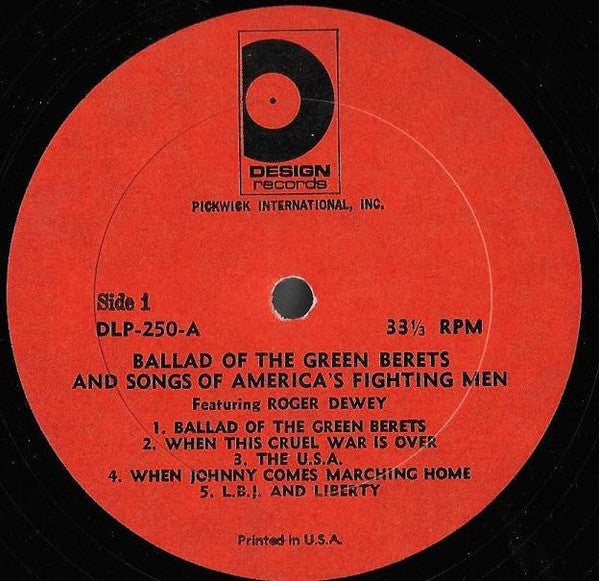 DESIGN
records
PICKWICK INTERNATIONAL, INC.
Side 1
DLP-250-A 33⅓ RPM
BALLAD OF THE GREEN BERETS
AND SONGS OF AMERICA'S FIGHTING MEN
Featuring ROGER DEWEY
1. BALLAD OF THE GREEN BERETS
2. WHEN THIS CRUEL WAR IS OVER
3. THE U.S.A.
4. WHEN JOHNNY COMES MARCHING HOME
5. L.B.J. AND LIBERTY
Printed in U.S.A.